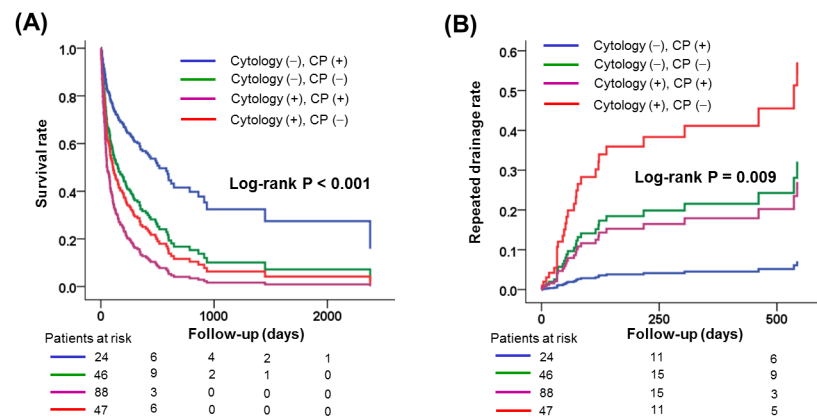 (A)
Survival rate
1.0
0.8
0.6
0.4
0.2
0.0
Cytology (−), CP (+)
Cytology (−), CP (−)
Cytology (+), CP (+)
Cytology (+), CP (−)
Log-rank P < 0.001
0 1000 2000
Follow-up (days)
Patients at risk
24 6 4 2 1
46 9 2 1 0
88 3 0 0 0
47 6 0 0 0
(B)
Repeated drainage rate
0.6
0.5
0.4
0.3
0.2
0.1
0.0
Cytology (−), CP (+)
Cytology (−), CP (−)
Cytology (+), CP (+)
Cytology (+), CP (−)
Log-rank P = 0.009
0 250 500
Follow-up (days)
Patients at risk
24 11 6
46 15 9
88 15 3
47 11 5